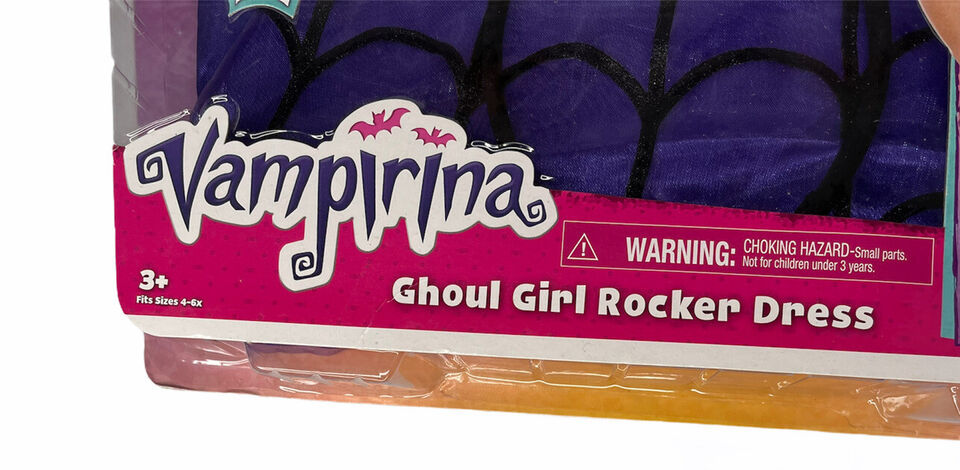 Vampirina
WARNING: CHOKING HAZARD-Small parts.
Not for children under 3 years.
3+
Fits Sizes 4-6x
Ghoul Girl Rocker Dress